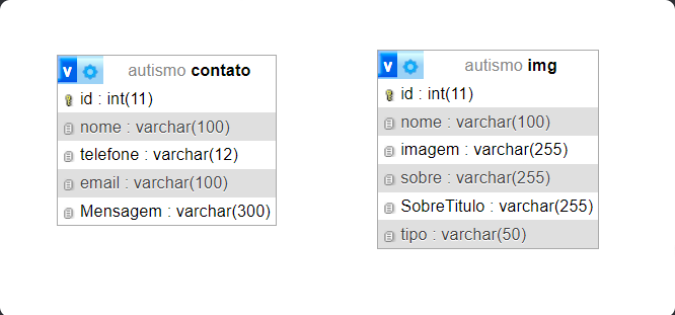 v autismo contato
id : int(11)
nome : varchar(100)
telefone : varchar(12)
email : varchar(100)
Mensagem : varchar(300)
v autismo img
id : int(11)
nome : varchar(100)
imagem : varchar(255)
sobre : varchar(255)
SobreTitulo : varchar(255)
tipo : varchar(50)